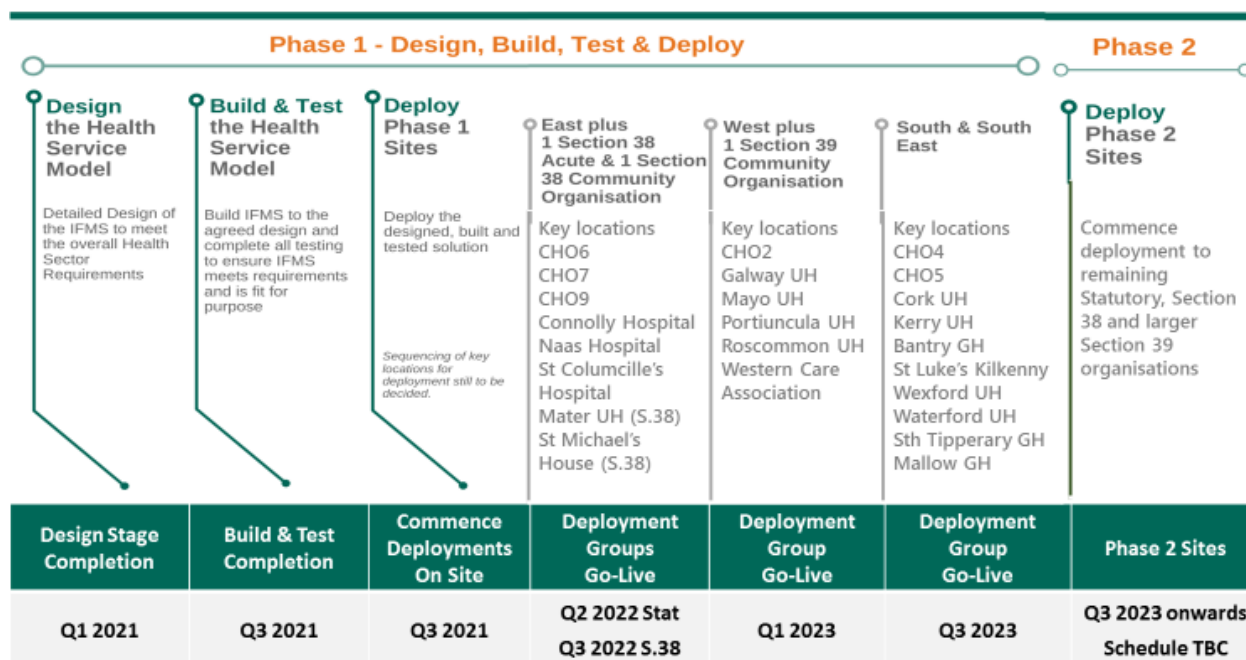 Phase 1 - Design, Build, Test & Deploy
Phase 2
Design
the Health
Service
Model
Detailed Design of
the IFMS to meet
the overall Health
Sector
Requirements
Build & Test
the Health
Service
Model
Build IFMS to the
agreed design and
complete all testing
to ensure IFMS
meets requirements
and is fit for
purpose
Deploy
Phase 1
Sites
Deploy the
designed, built and
tested solution
Sequencing of key
locations for
deployment still to be
decided.
East plus
1 Section 38
Acute & 1 Section
38 Community
Organisation
Key locations
CHO6
CHO7
CHO9
Connolly Hospital
Naas Hospital
St Columcille's
Hospital
Mater UH (S.38)
St Michael's
House (S.38)
West plus
1 Section 39
Community
Organisation
Key locations
CHO2
Galway UH
Mayo UH
Portiuncula UH
Roscommon UH
Western Care
Association
South & South
East
Key locations
CHO4
CHO5
Cork UH
Kerry UH
Bantry GH
St Luke's Kilkenny
Wexford UH
Waterford UH
Sth Tipperary GH
Mallow GH
Deploy
Phase 2
Sites
Commence
deployment to
remaining
Statutory, Section
38 and larger
Section 39
organisations
Design Stage
Completion
Build & Test
Completion
Commence
Deployments
On Site
Deployment
Groups
Go-Live
Deployment
Group
Go-Live
Deployment
Group
Go-Live
Phase 2 Sites
Q1 2021
Q3 2021
Q3 2021
Q2 2022 Stat
Q3 2022 S.38
Q1 2023
Q3 2023
Q3 2023 onwards
Schedule TBC